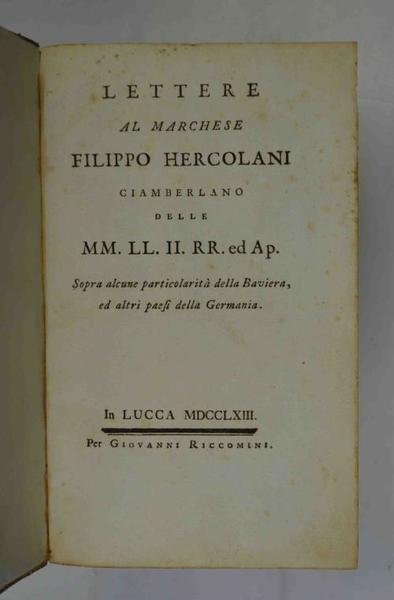 LETTERE
AL MARCHESE
FILIPPO HERCOLANI
CIAMBERLANO
DELLE
MM. LL. II. RR. ed Ap.
Sopra alcune particolarità della Baviera,
ed altri paesi della Germania.
In LUCCA MDCCLXIII.
Per GIOVANNI RICCOMINI.